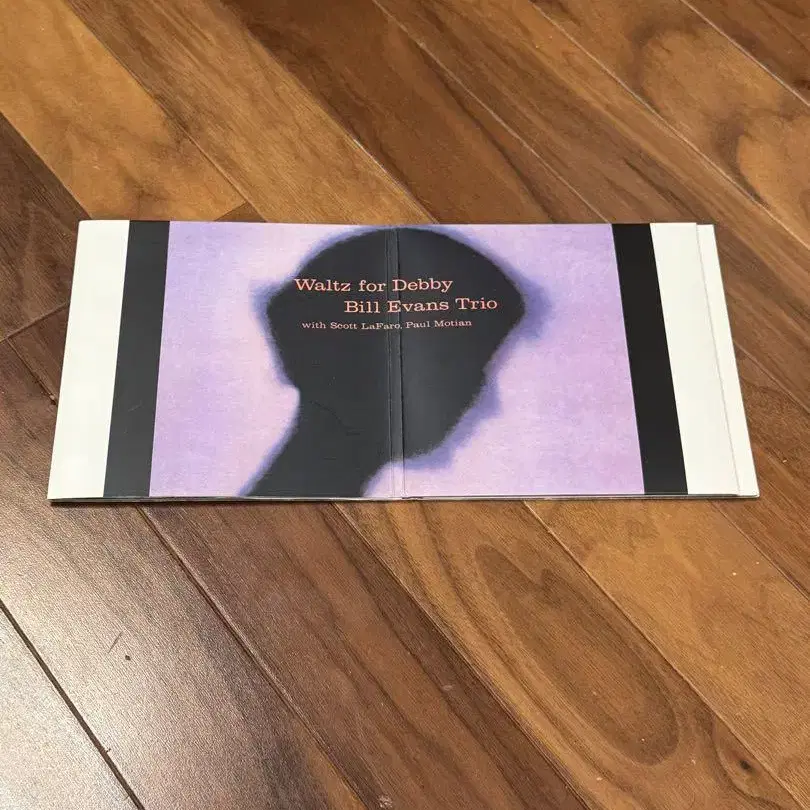 Waltz for Debby
Bill Evans Trio
with Scott LaFaro, Paul Motian